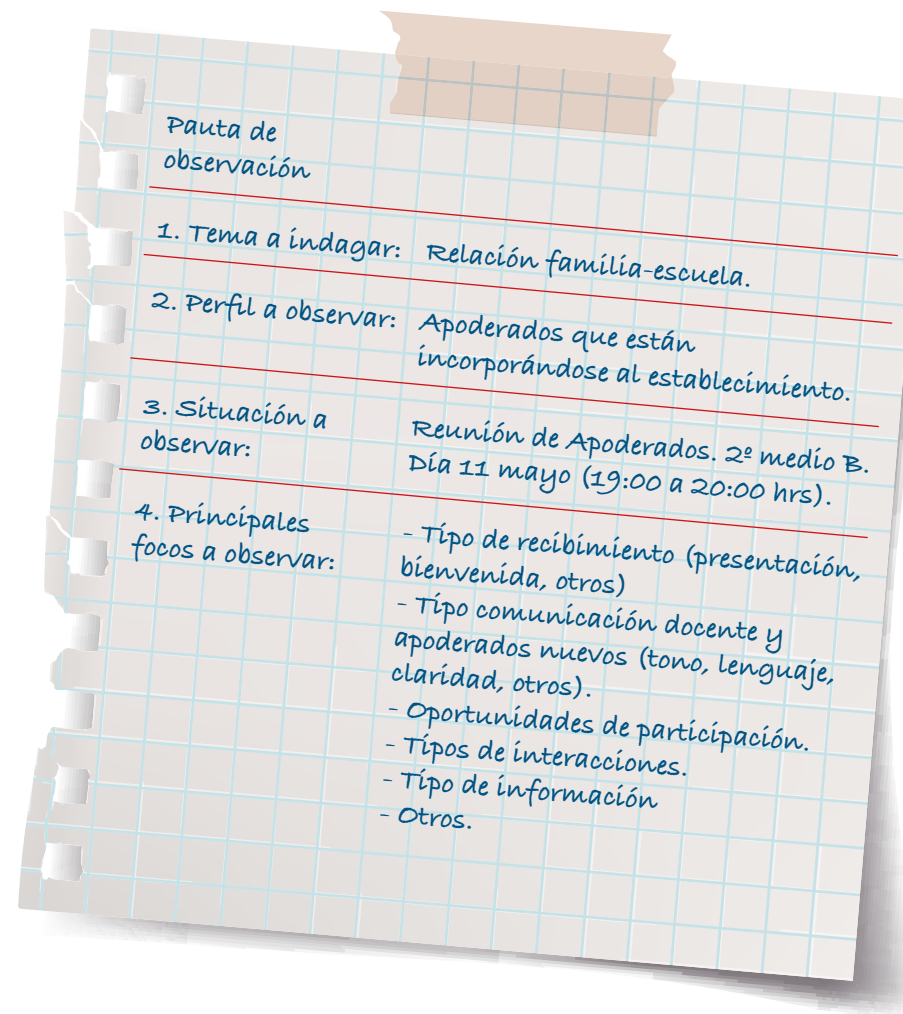 Pauta de
observación
1. Tema a indagar: Relación familia-escuela.
2. Perfil a observar: Apoderados que están
incorporándose al establecimiento.
3. Situación a
observar:
Reunión de Apoderados. 2º medio B.
Día 11 mayo (19:00 a 20:00 hrs).
4. Principales
focos a observar:
- Tipo de recibimiento (presentación,
bienvenida, otros)
- Tipo comunicación docente y
apoderados nuevos (tono, lenguaje,
claridad, otros).
- Oportunidades de participación.
- Tipos de interacciones.
- Tipo de información
- Otros.